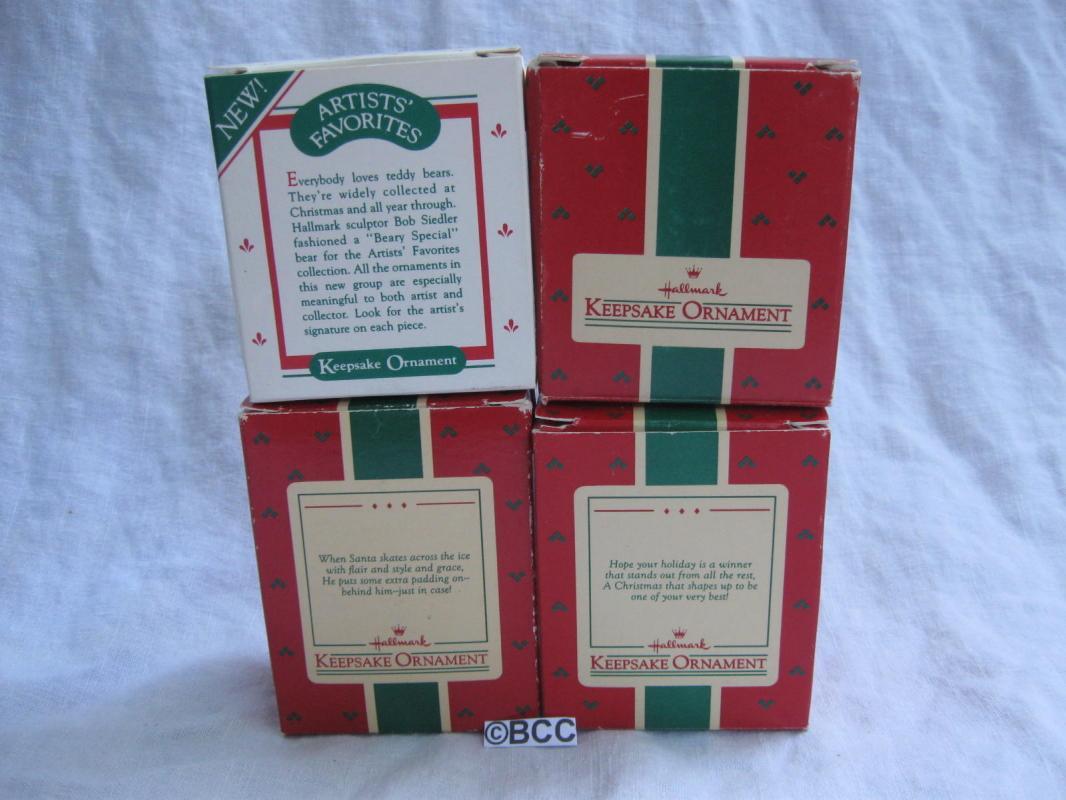 NEW!
ARTISTS'
FAVORITES
Everybody loves teddy bears.
They're widely collected at
Christmas and all year through.
Hallmark sculptor Bob Siedler
fashioned a "Beary Special"
bear for the Artists' Favorites
collection. All the ornaments in
this new group are especially
meaningful to both artist and
collector. Look for the artist's
signature on each piece.
Keepsake Ornament
Hallmark
KEEPSAKE ORNAMENT
When Santa skates across the ice
with flair and style and grace,
He puts some extra padding on--
behind him--just in case!
Hallmark
KEEPSAKE ORNAMENT
Hope your holiday is a winner
that stands out from all the rest,
A Christmas that shapes up to be
one of your very best!
Hallmark
KEEPSAKE ORNAMENT
©BCC